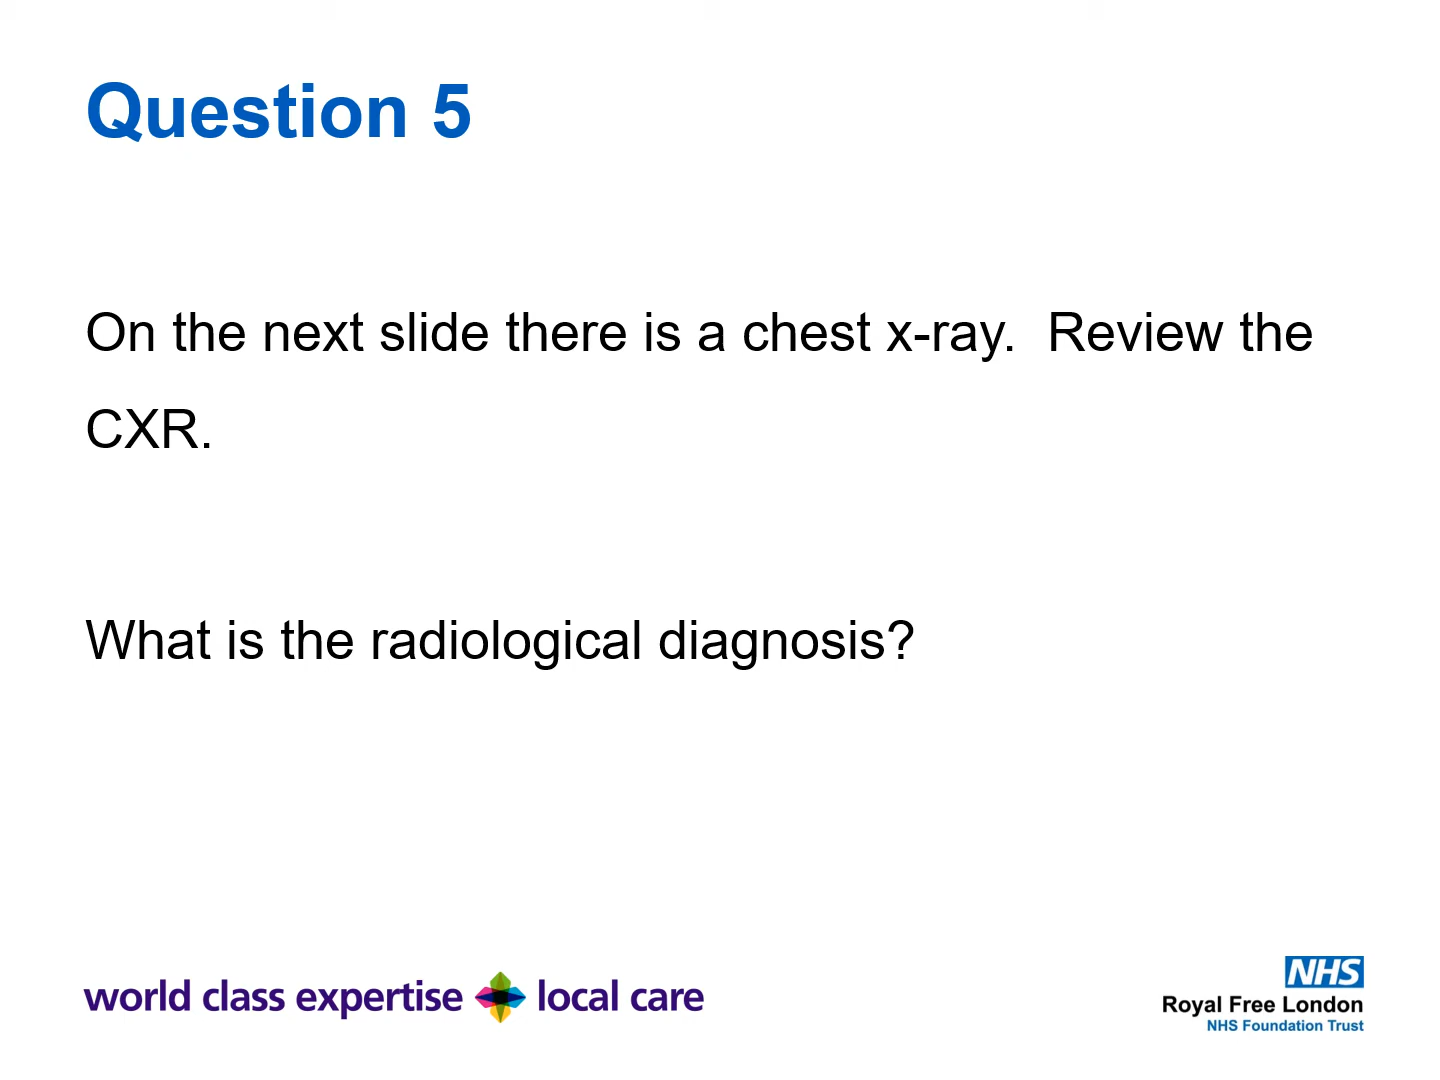 Question 5
On the next slide there is a chest x-ray.  Review the
CXR.
What is the radiological diagnosis?
world class expertise local care
NHS
Royal Free London
NHS Foundation Trust